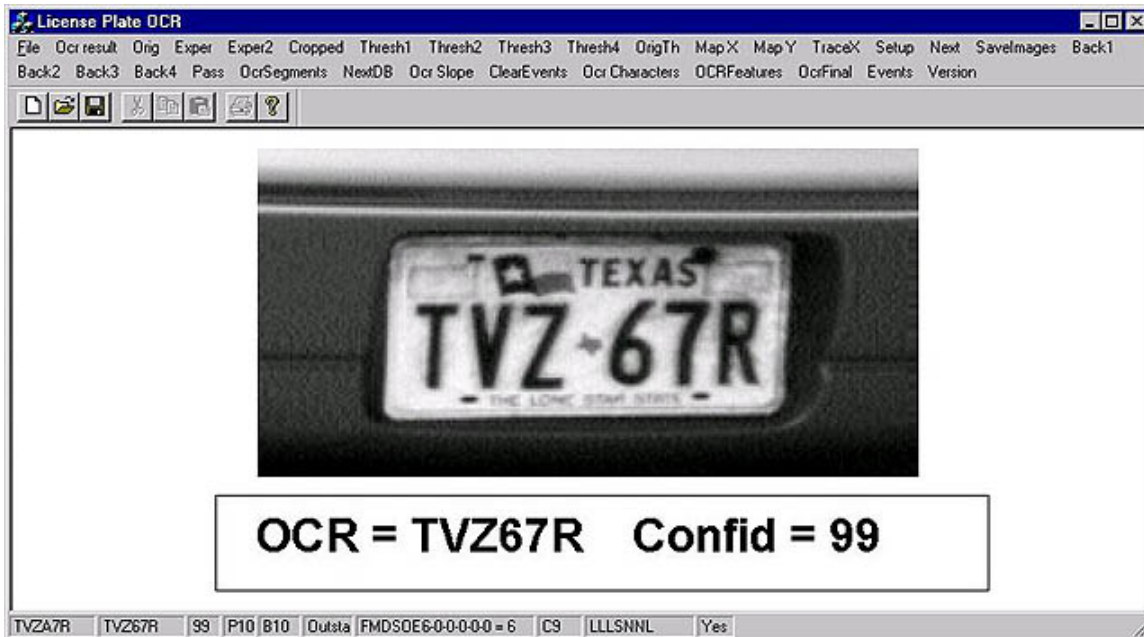 License Plate OCR
File Ocr result Orig Exper Exper2 Cropped Thresh1 Thresh2 Thresh3 Thresh4 OrigTh Map X Map Y TraceX Setup Next SaveImages Back1
Back2 Back3 Back4 Pass OcrSegments NextDB Ocr Slope ClearEvents Ocr Characters OCRFeatures OcrFinal Events Version
TEXAS
TVZ 67R
THE LONE STAR STATE
OCR = TVZ67R Confid = 99
TVZA7R TVZ67R 99 P10 B10 Outsta FMDSOE6-0-0-0-0-0 = 6 C9 LLLSNNL Yes